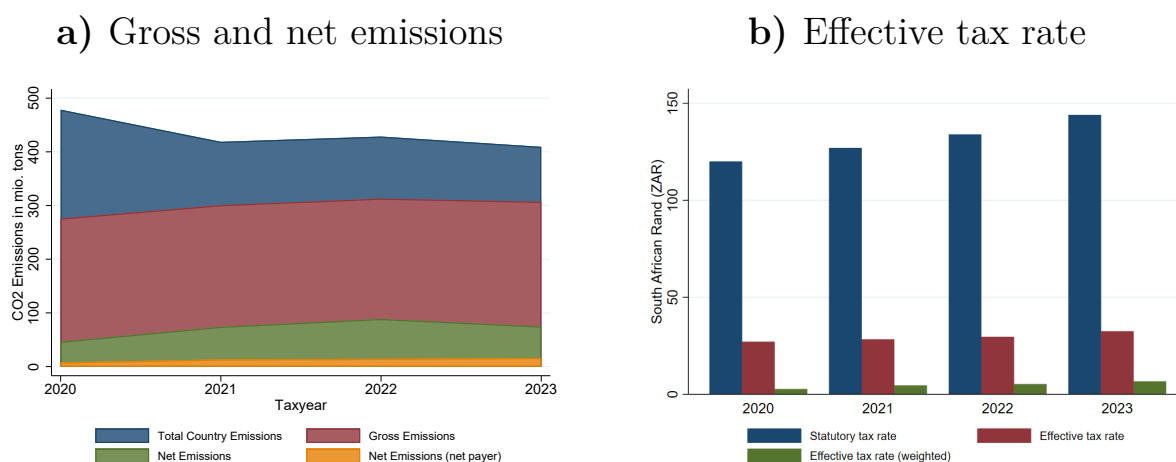 a) Gross and net emissions
CO2 Emissions in mio. tons
500
400
300
200
100
0
2020 2021 2022 2023
Taxyear
Total Country Emissions Gross Emissions
Net Emissions Net Emissions (net payer)
b) Effective tax rate
South African Rand (ZAR)
150
100
50
0
2020 2021 2022 2023
Statutory tax rate Effective tax rate
Effective tax rate (weighted)